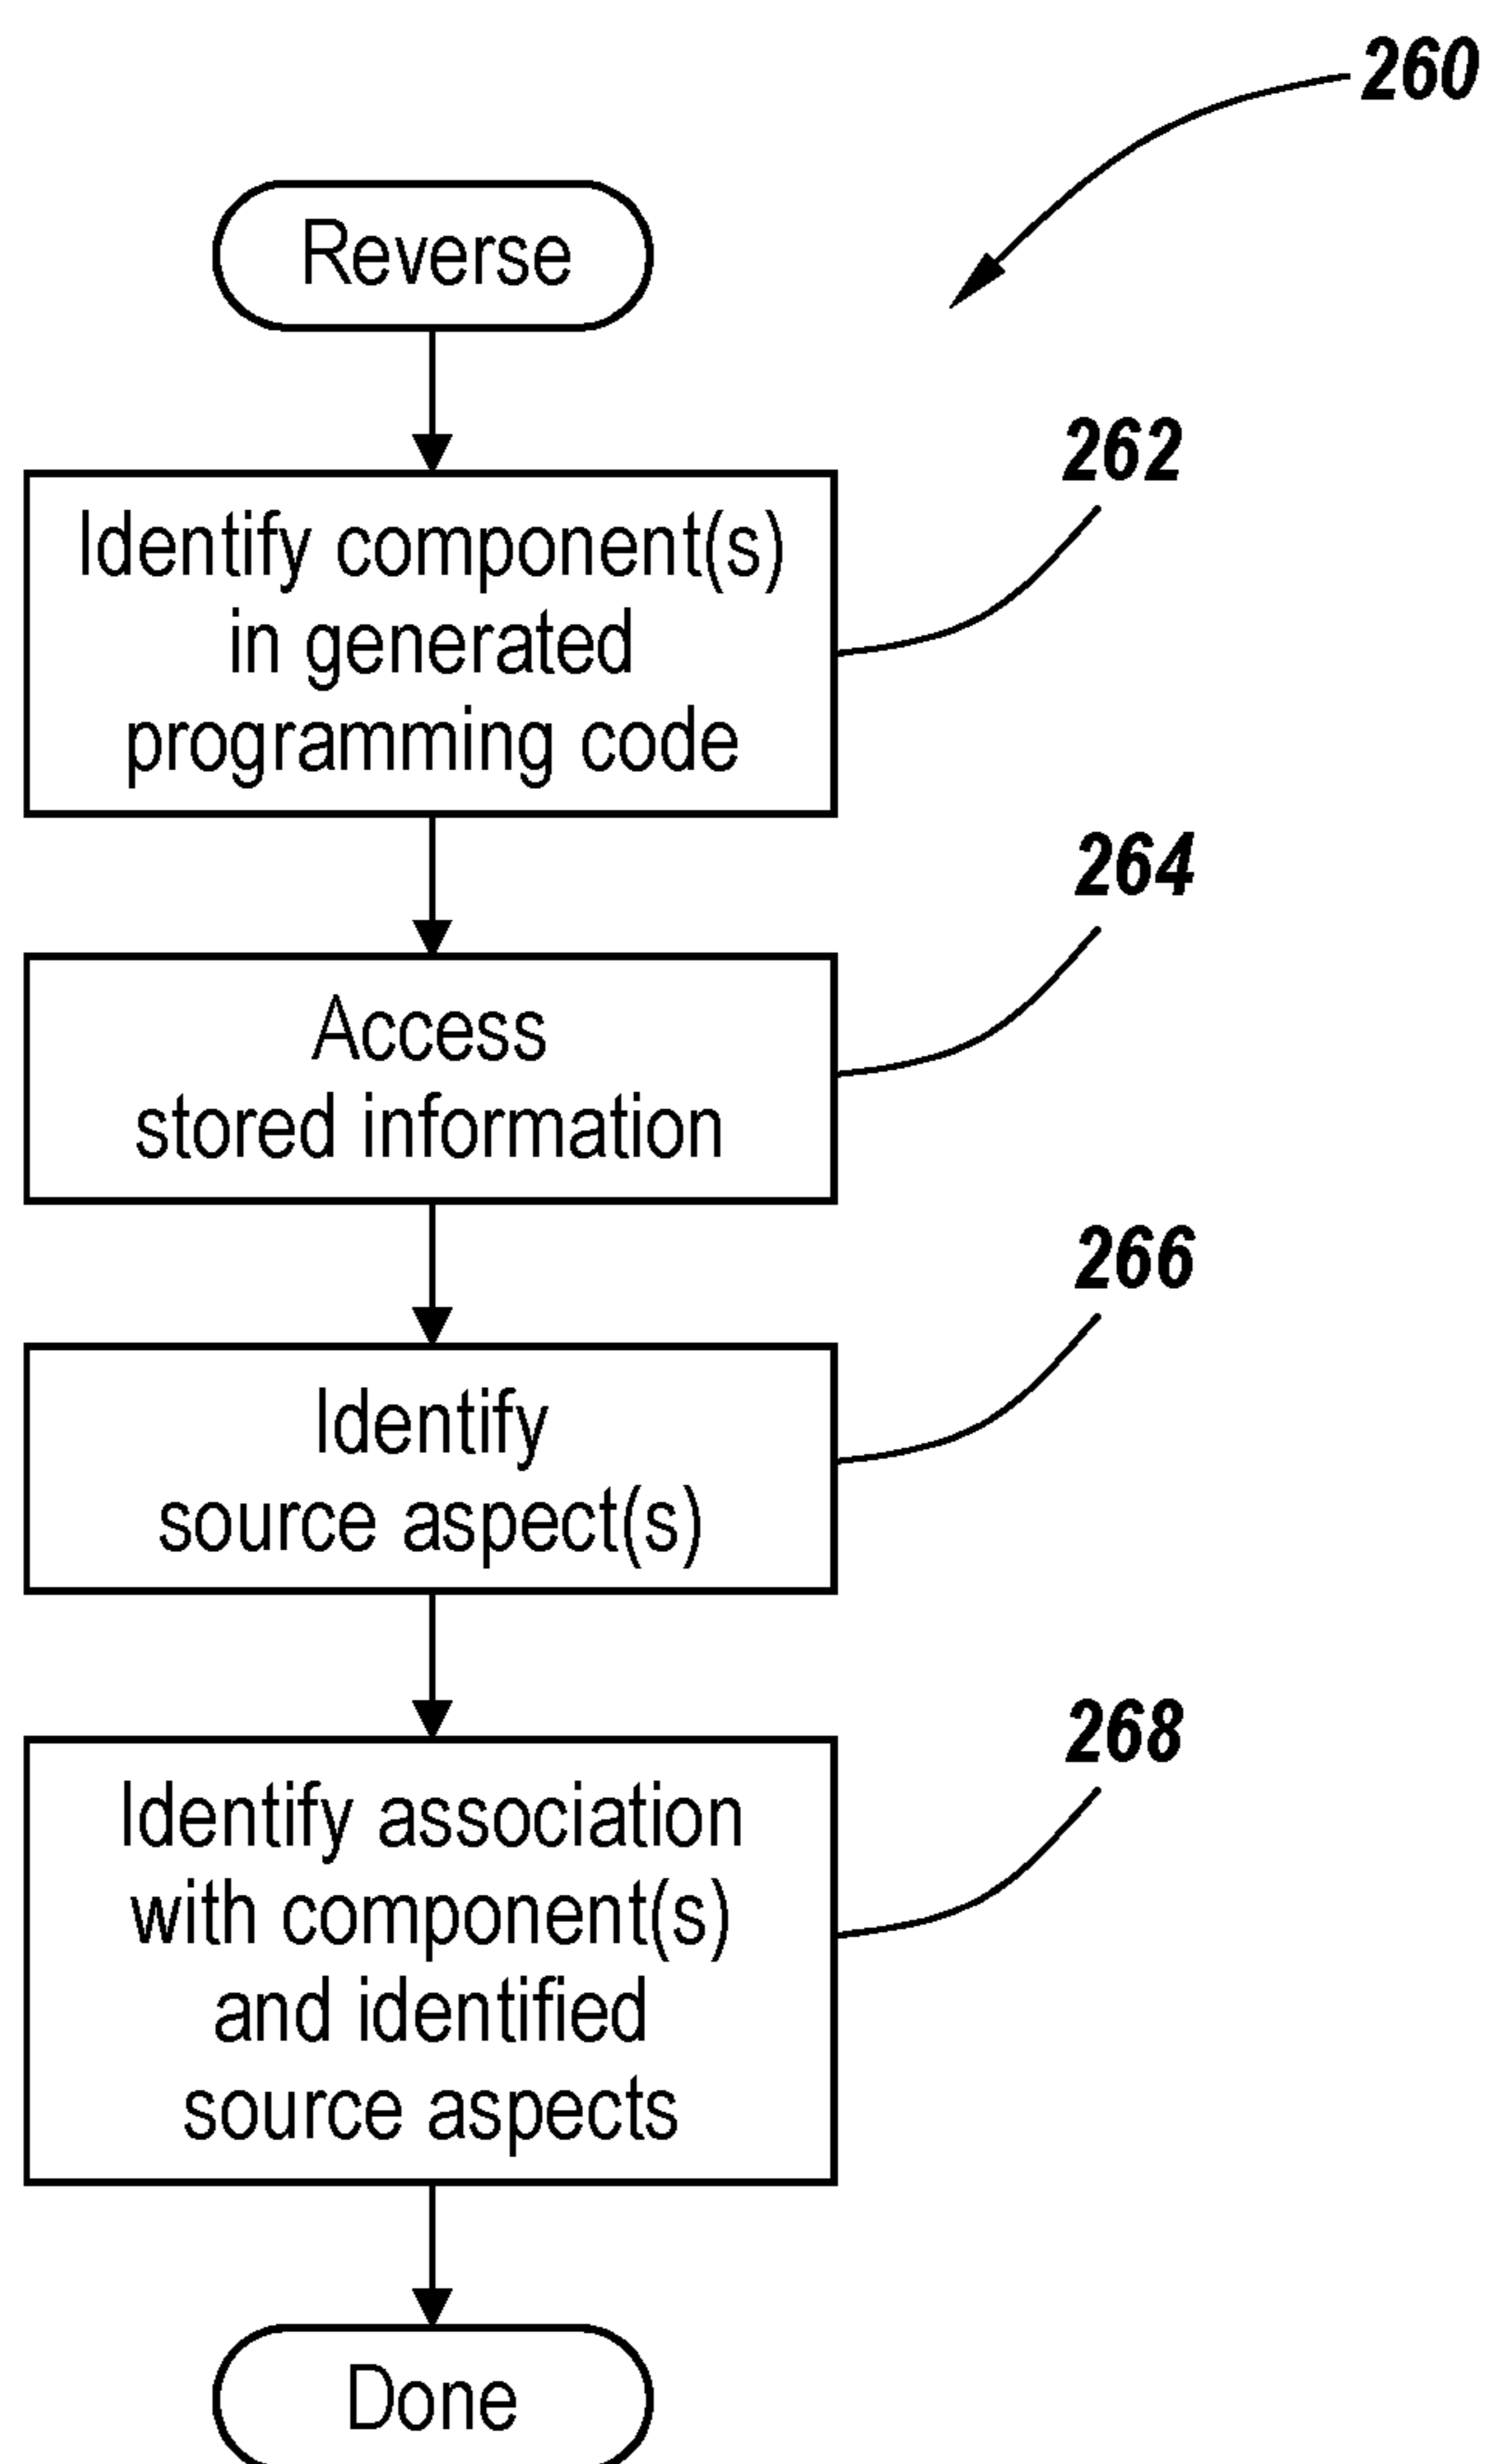 260
Reverse
262
Identify component(s)
in generated
programming code
264
Access
stored information
266
Identify
source aspect(s)
268
Identify association
with component(s)
and identified
source aspects
Done